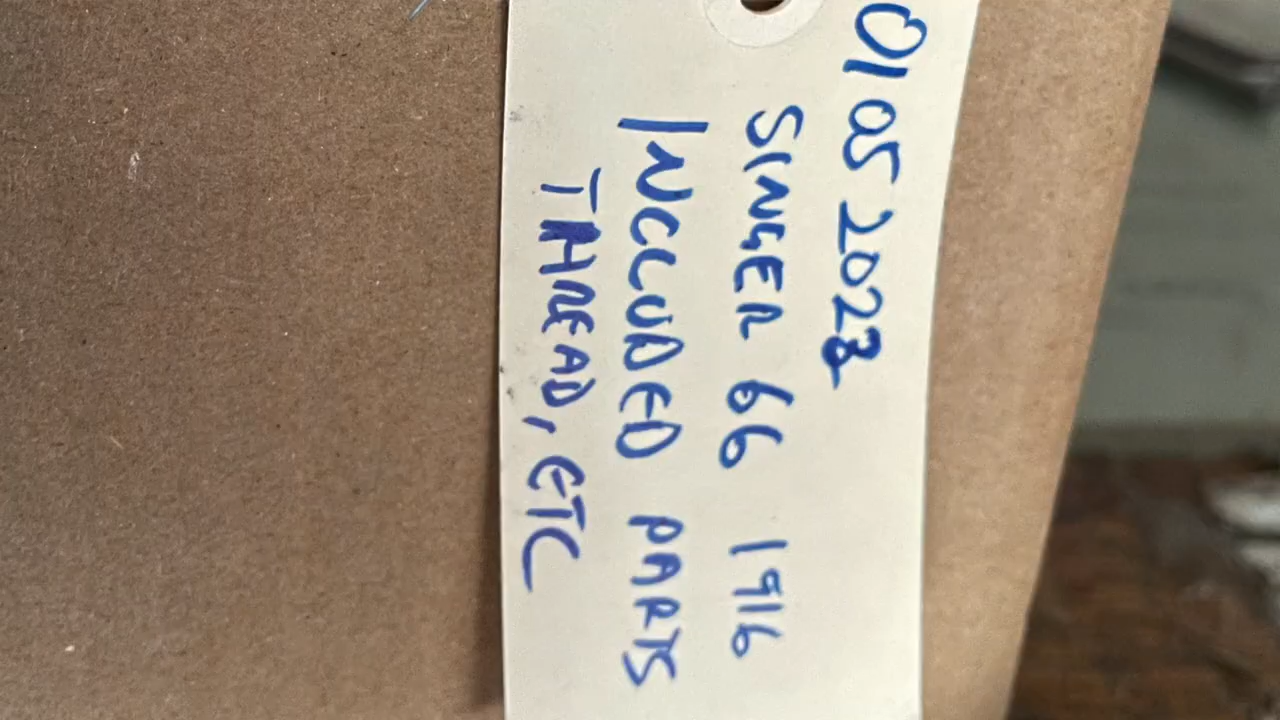 01 05 2023
SINGER 66 1916
INCLUDED PARTS
THREAD, ETC